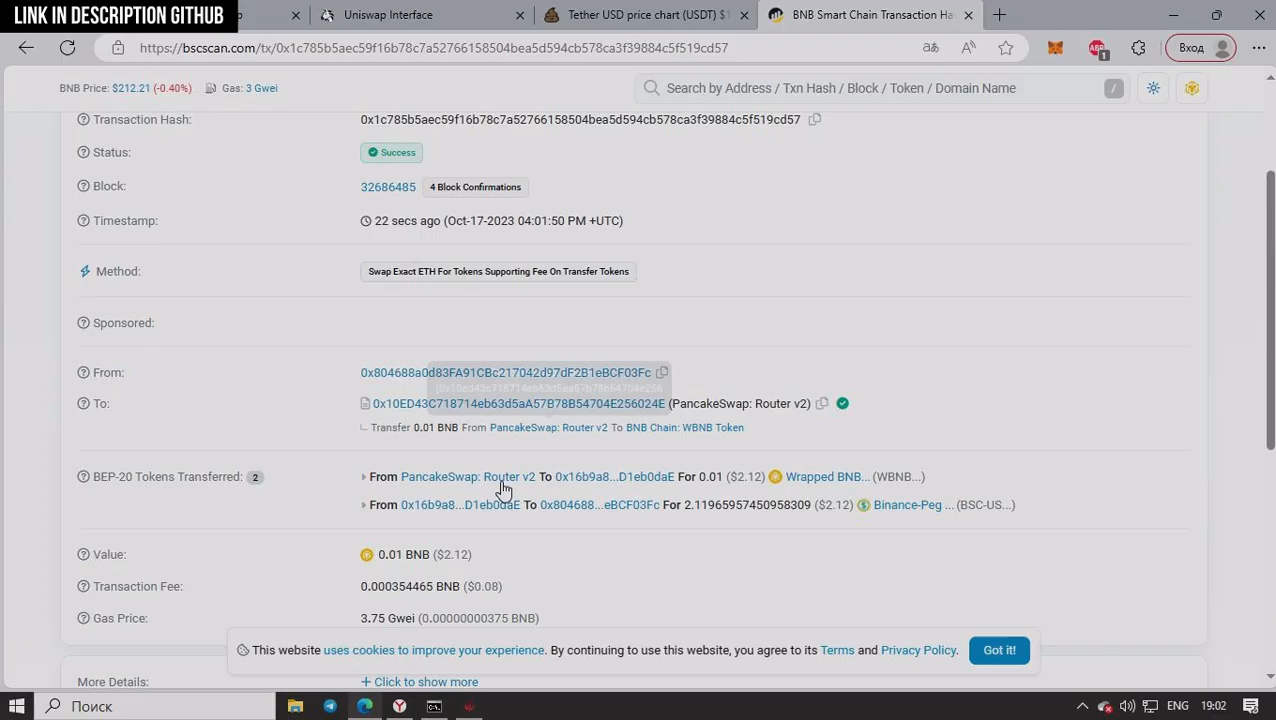 LINK IN DESCRIPTION GITHUB
Uniswap Interface
Tether USD price chart (USDT) $1
BNB Smart Chain Transaction Ha
https://bscscan.com/tx/0x1c785b5aec59f16b78c7a52766158504bea5d594cb578ca3f39884c5f519cd57
Вход
BNB Price: $212.21 (-0.40%)
Gas: 3 Gwei
Search by Address / Txn Hash / Block / Token / Domain Name
/
Transaction Hash: 0x1c785b5aec59f16b78c7a52766158504bea5d594cb578ca3f39884c5f519cd57
Status: Success
Block: 32686485 4 Block Confirmations
Timestamp: 22 secs ago (Oct-17-2023 04:01:50 PM +UTC)
Method: Swap Exact ETH For Tokens Supporting Fee On Transfer Tokens
Sponsored:
From: 0x804688a0d83FA91CBc217042d97dF2B1eBCF03Fc
To: 0x10ED43C718714eb63d5aA57B78B54704E256024E (PancakeSwap: Router v2)
Transfer 0.01 BNB From PancakeSwap: Router v2 To BNB Chain: WBNB Token
BEP-20 Tokens Transferred: 2 From PancakeSwap: Router v2 To 0x16b9a8...D1eb0daE For 0.01 ($2.12) Wrapped BNB... (WBNB...)
From 0x16b9a8...D1eb0daE To 0x804688...eBCF03Fc For 2.11965957450958309 ($2.12) Binance-Peg ... (BSC-US...)
Value: 0.01 BNB ($2.12)
Transaction Fee: 0.000354465 BNB ($0.08)
Gas Price: 3.75 Gwei (0.00000000375 BNB)
This website uses cookies to improve your experience. By continuing to use this website, you agree to its Terms and Privacy Policy. Got it!
More Details: + Click to show more
Поиск
ENG
19:02